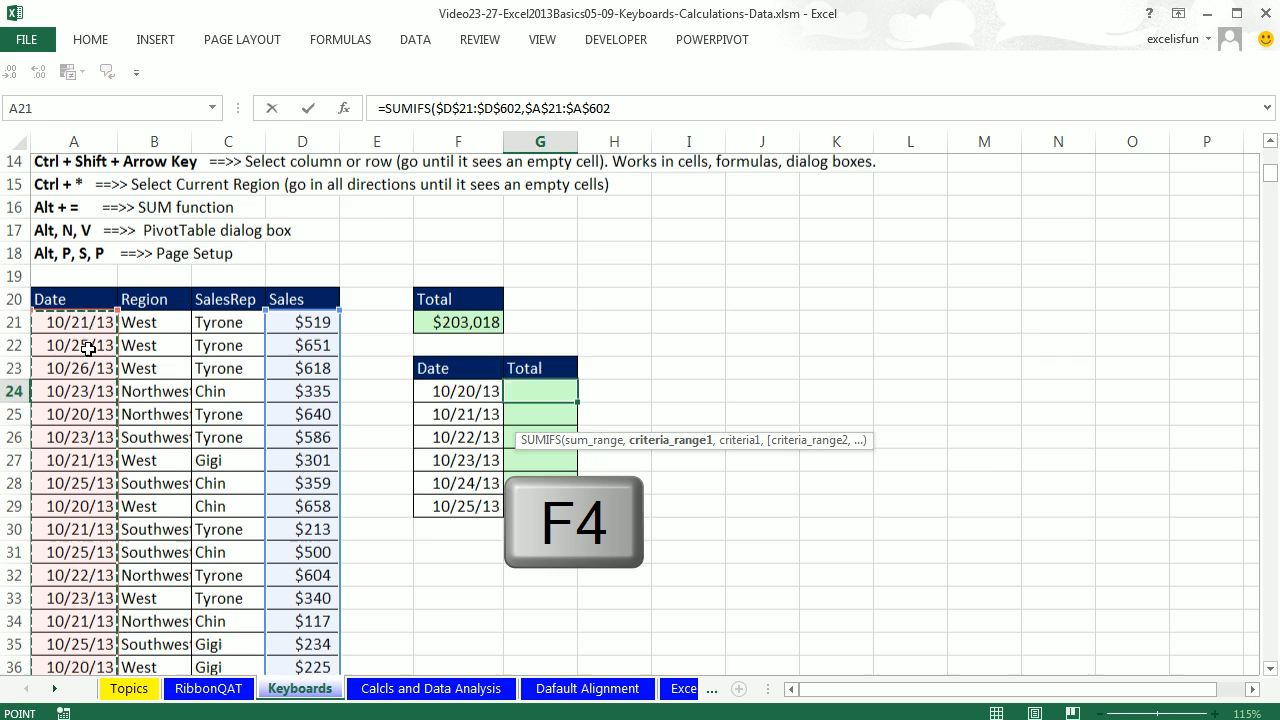 Video23-27-Excel2013Basics05-09-Keyboards-Calculations-Data.xlsm - Excel
FILE HOME INSERT PAGE LAYOUT FORMULAS DATA REVIEW VIEW DEVELOPER POWERPIVOT excelisfun
A21 =SUMIFS($D$21:$D$602,$A$21:$A$602
A B C D E F G H I J K L M N O P
14 Ctrl + Shift + Arrow Key ==>> Select column or row (go until it sees an empty cell). Works in cells, formulas, dialog boxes.
15 Ctrl + * ==>> Select Current Region (go in all directions until it sees an empty cells)
16 Alt + = ==>> SUM function
17 Alt, N, V ==>> PivotTable dialog box
18 Alt, P, S, P ==>> Page Setup
19
20 Date Region SalesRep Sales Total
21 10/21/13 West Tyrone $519 $203,018
22 West Tyrone $651
23 10/26/13 West Tyrone $618 Date Total
24 10/23/13 Northwest Chin $335 10/20/13
25 10/20/13 Northwest Tyrone $640 10/21/13
26 10/23/13 Southwest Tyrone $586 10/22/13
SUMIFS(sum_range, criteria_range1, criteria1, [criteria_range2, ...)
27 10/21/13 West Gigi $301 10/23/13
28 10/25/13 Southwest Chin $359 10/24/13
29 10/20/13 West Chin $658 10/25/13
F4
30 10/21/13 Southwest Tyrone $213
31 10/25/13 Southwest Chin $500
32 10/22/13 Northwest Tyrone $604
33 10/23/13 West Tyrone $340
34 10/21/13 Northwest Chin $117
35 10/25/13 Southwest Gigi $234
36 10/20/13 West Gigi $225
Topics RibbonQAT Keyboards Calcls and Data Analysis Dafault Alignment Exce ...
POINT 115%